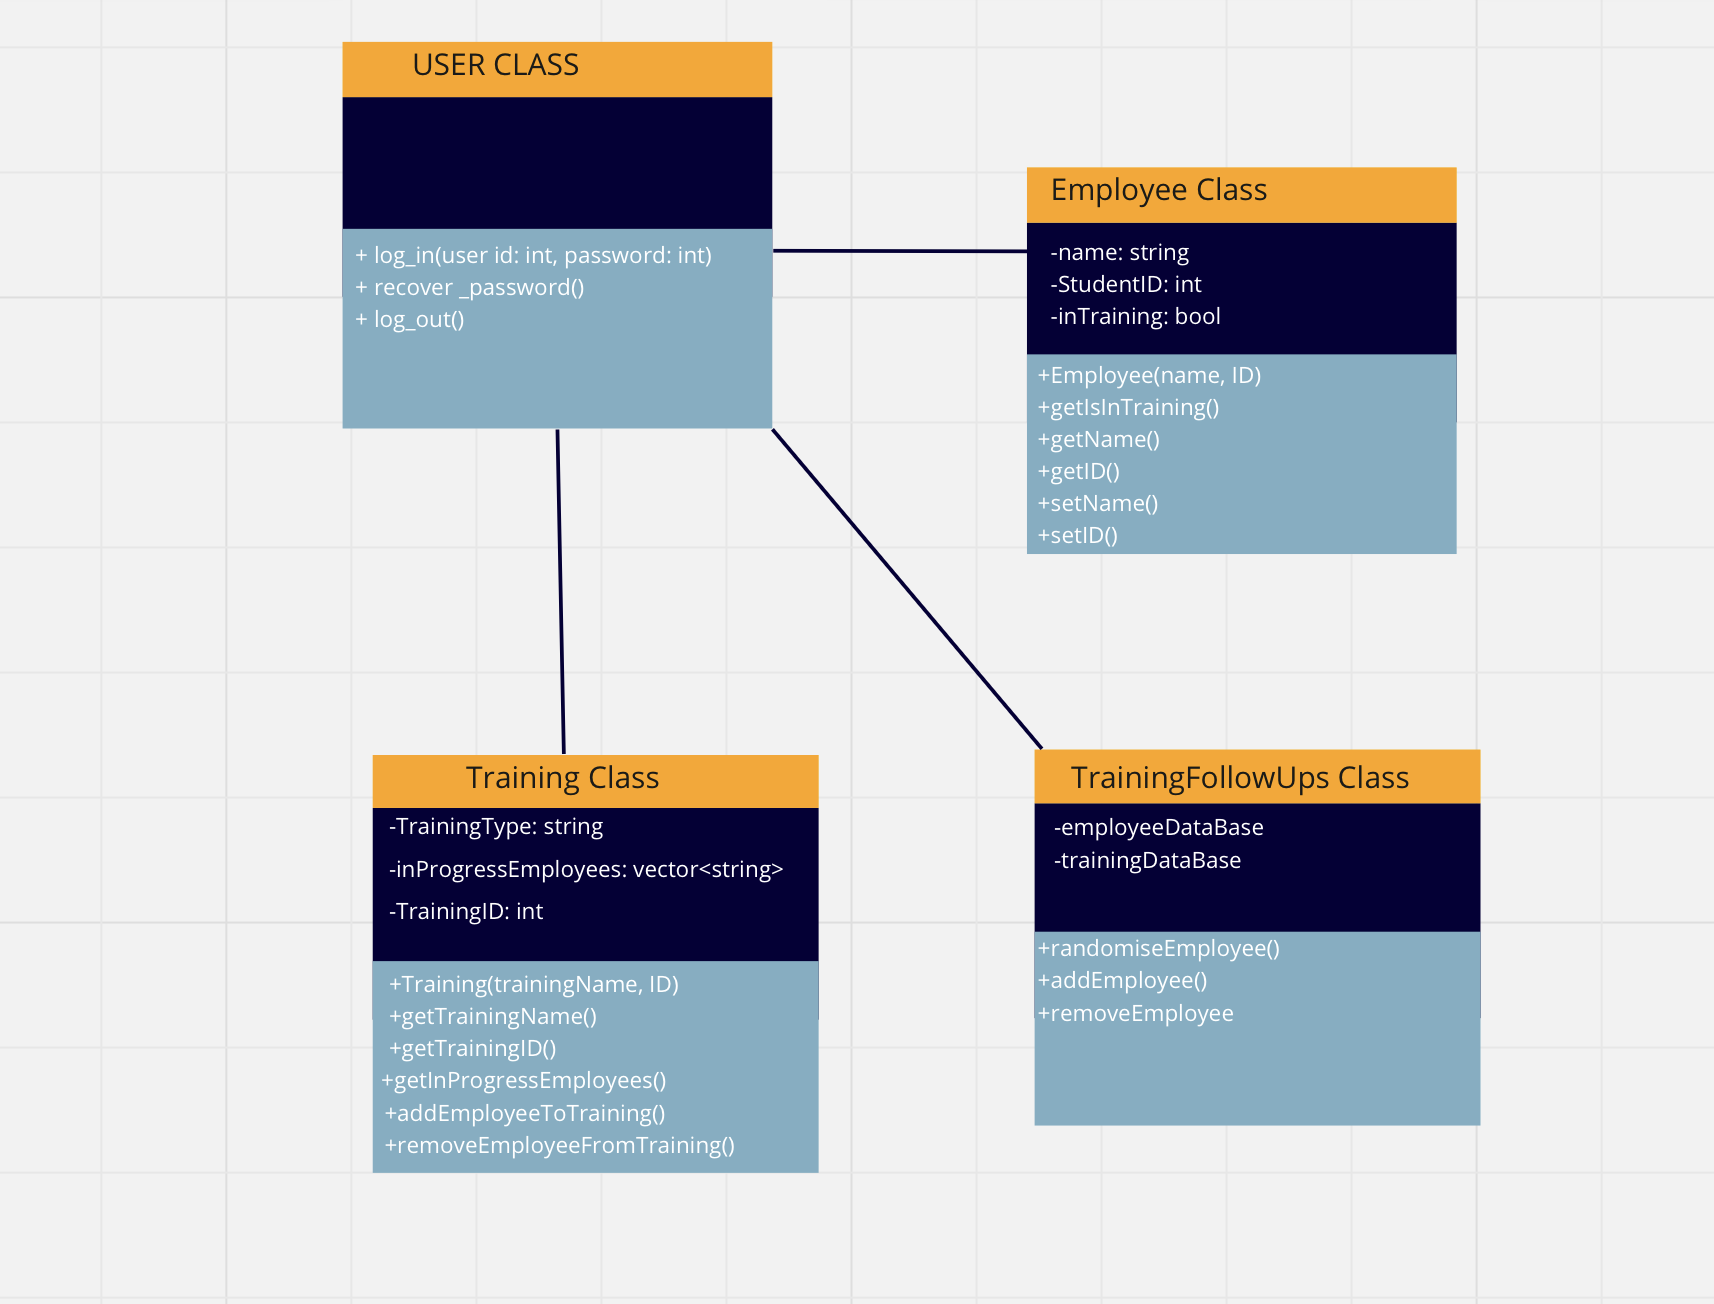 USER CLASS
+ log_in(user id: int, password: int)
+ recover _password()
+ log_out()
Employee Class
-name: string
-StudentID: int
-inTraining: bool
+Employee(name, ID)
+getIsInTraining()
+getName()
+getID()
+setName()
+setID()
Training Class
-TrainingType: string
-inProgressEmployees: vector<string>
-TrainingID: int
+Training(trainingName, ID)
+getTrainingName()
+getTrainingID()
+getInProgressEmployees()
+addEmployeeToTraining()
+removeEmployeeFromTraining()
TrainingFollowUps Class
-employeeDataBase
-trainingDataBase
+randomiseEmployee()
+addEmployee()
+removeEmployee